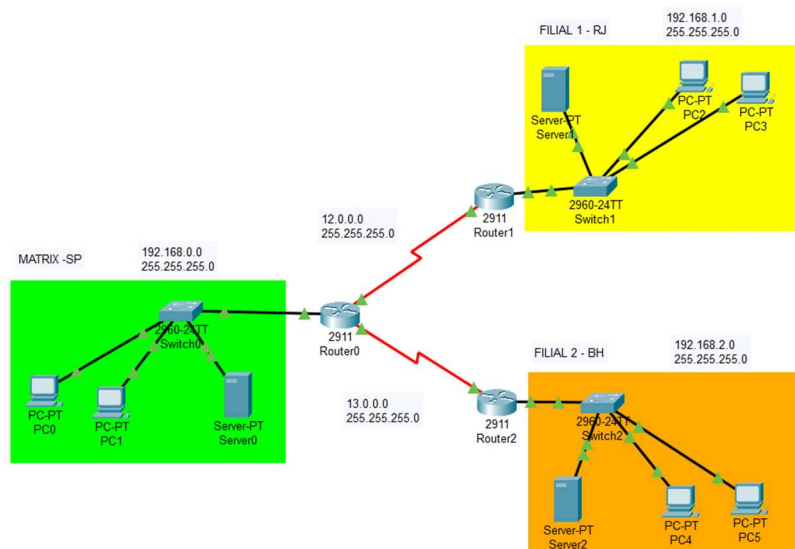 FILIAL 1 - RJ
192.168.1.0
255.255.255.0
PC-PT
PC2
PC-PT
PC3
Server-PT
2960-24TT
Switch1
2911
Router1
12.0.0.0
255.255.255.0
MATRIX -SP
192.168.0.0
255.255.255.0
2960-24TT
Switch0
2911
Router0
PC-PT
PC0
PC-PT
PC1
Server-PT
Server0
13.0.0.0
255.255.255.0
FILIAL 2 - BH
192.168.2.0
255.255.255.0
2911
Router2
2960-24TT
Switch2
Server-PT
Server2
PC-PT
PC4
PC-PT
PC5